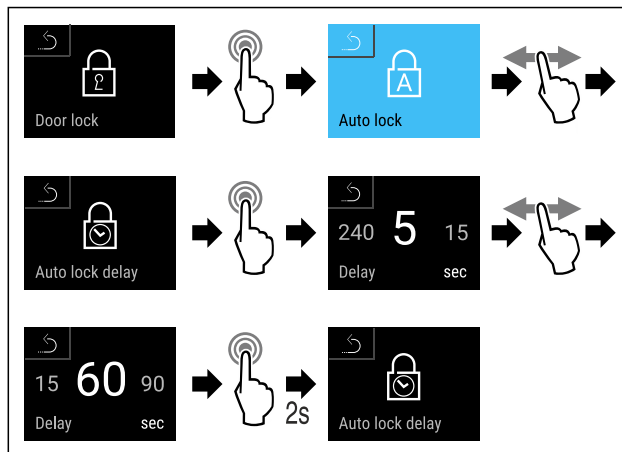 Door lock
A
Auto lock
Auto lock delay
240 5 15
Delay sec
15 60 90
Delay sec
2s
Auto lock delay